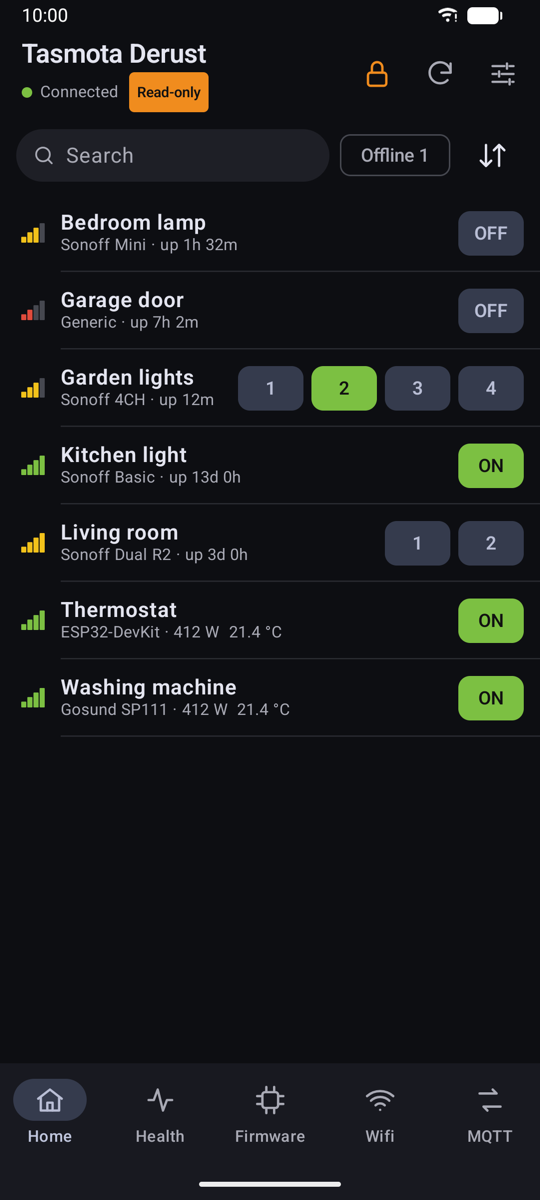 10:00
Tasmota Derust
Connected Read-only
Search Offline 1
Bedroom lamp
Sonoff Mini · up 1h 32m
OFF
Garage door
Generic · up 7h 2m
OFF
Garden lights
Sonoff 4CH · up 12m
1 2 3 4
Kitchen light
Sonoff Basic · up 13d 0h
ON
Living room
Sonoff Dual R2 · up 3d 0h
1 2
Thermostat
ESP32-DevKit · 412 W 21.4 °C
ON
Washing machine
Gosund SP111 · 412 W 21.4 °C
ON
Home Health Firmware Wifi MQTT